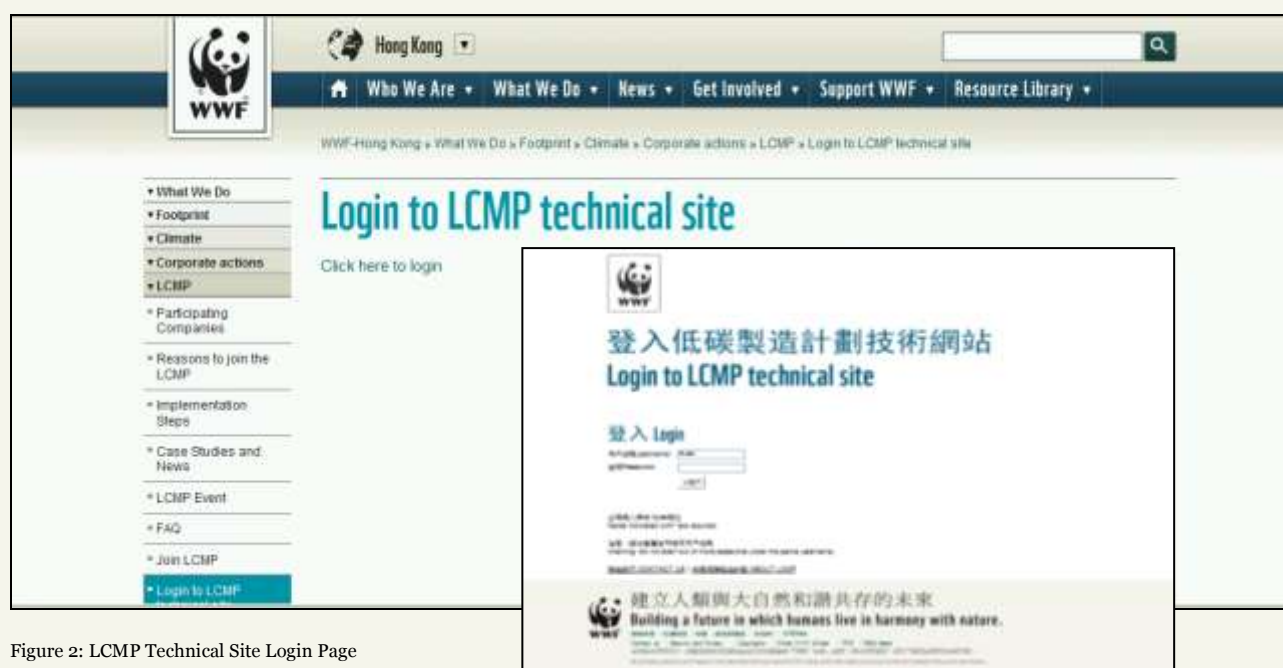 WWF
Hong Kong
Who We Are
What We Do
News
Get Involved
Support WWF
Resource Library
WWF-Hong Kong » What We Do » Footprint » Climate » Corporate actions » LCMP » Login to LCMP technical site
What We Do
Footprint
Climate
Corporate actions
LCMP
Participating
Companies
Reasons to join the
LCMP
Implementation
Steps
Case Studies and
News
LCMP Event
FAQ
Join LCMP
Login to LCMP
Login to LCMP technical site
Click here to login
WWF
登入低碳製造計劃技術網站
Login to LCMP technical site
登入 Login
建立人類與大自然和諧共存的未來
Building a future in which humans live in harmony with nature.
WWF
Figure 2: LCMP Technical Site Login Page